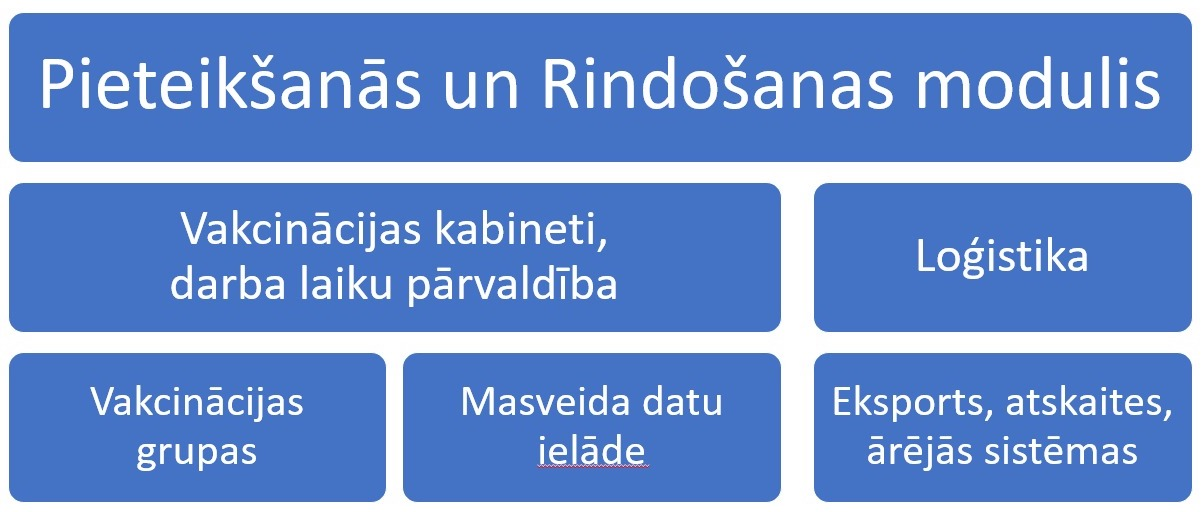 Pieteikšanās un Rindošanas modulis
Vakcinācijas kabineti,
darba laiku pārvaldība
Loģistika
Vakcinācijas
grupas
Masveida datu
ielāde
Eksports, atskaites,
ārējās sistēmas